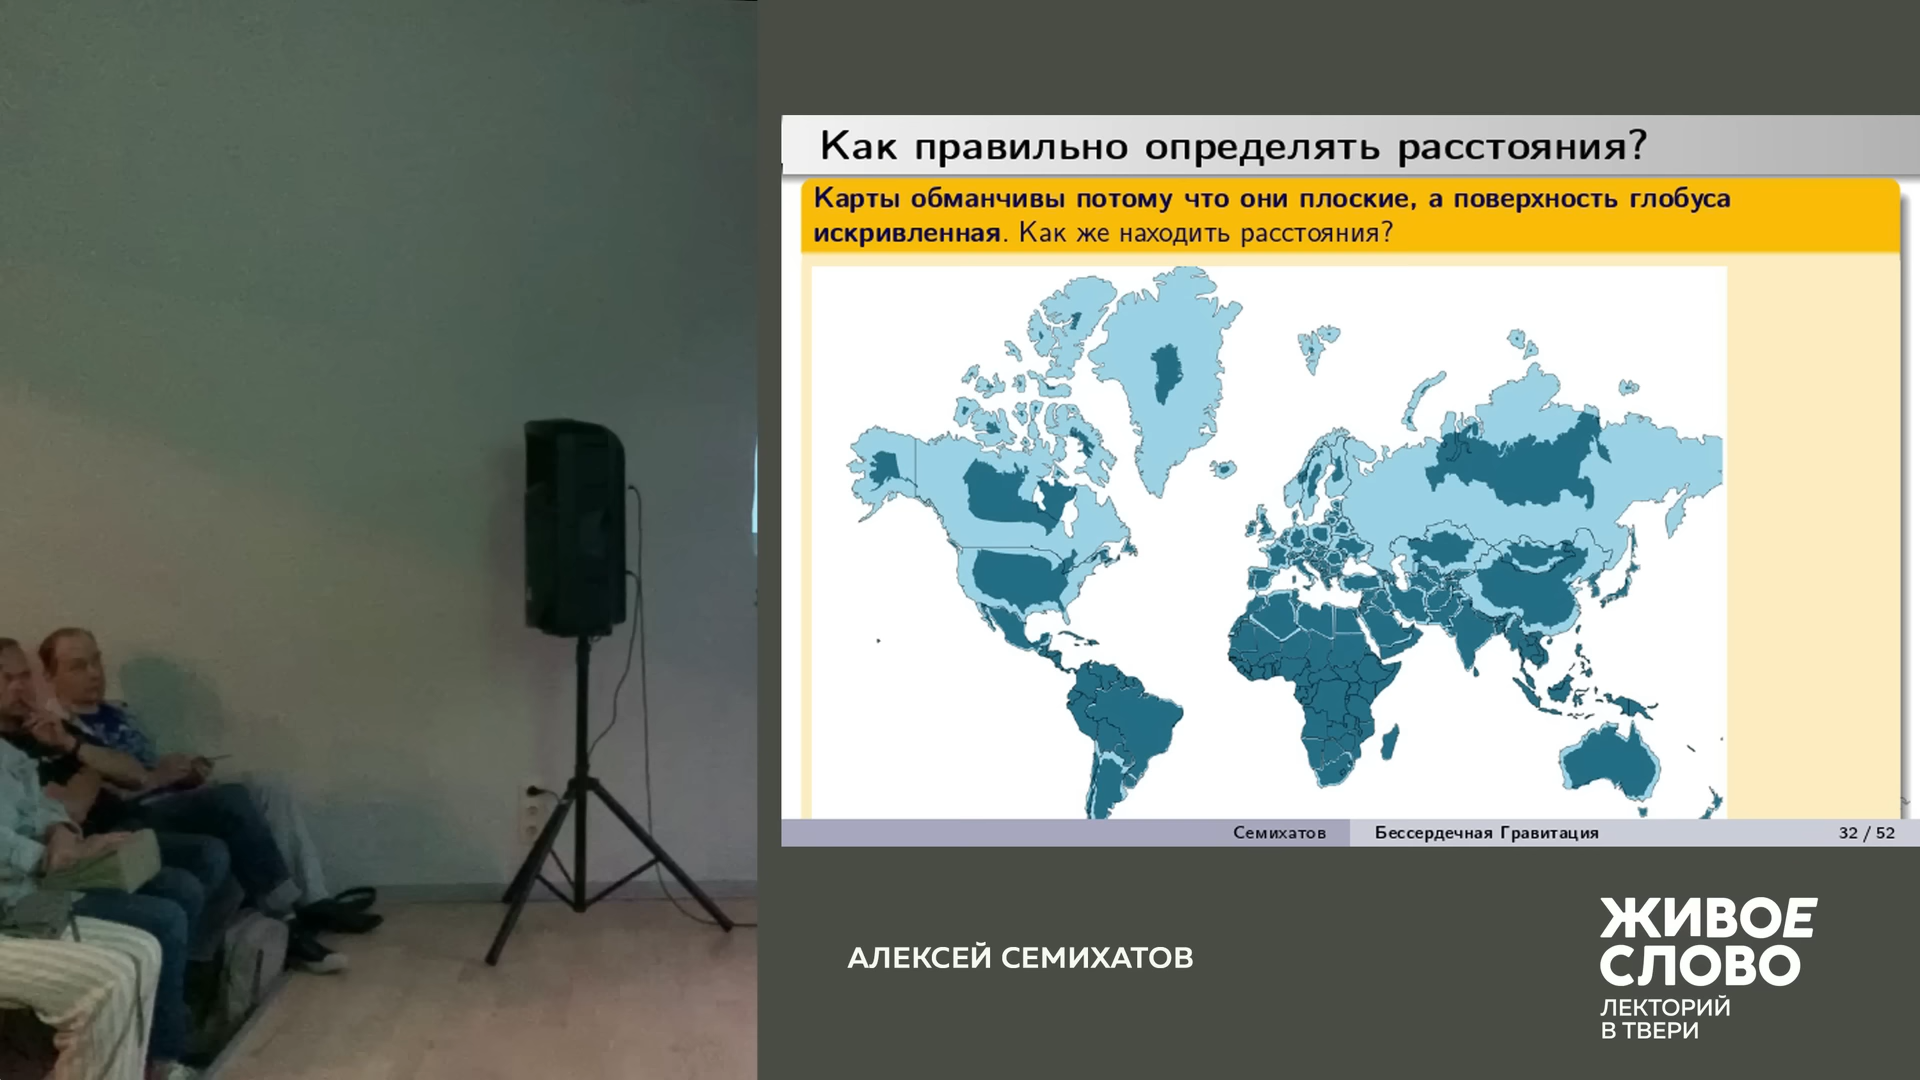 Как правильно определять расстояния?
Карты обманчивы потому что они плоские, а поверхность глобуса
искривленная. Как же находить расстояния?
Семихатов
Бессердечная Гравитация
32 / 52
АЛЕКСЕЙ СЕМИХАТОВ
ЖИВОЕ
СЛОВО
ЛЕКТОРИЙ
В ТВЕРИ